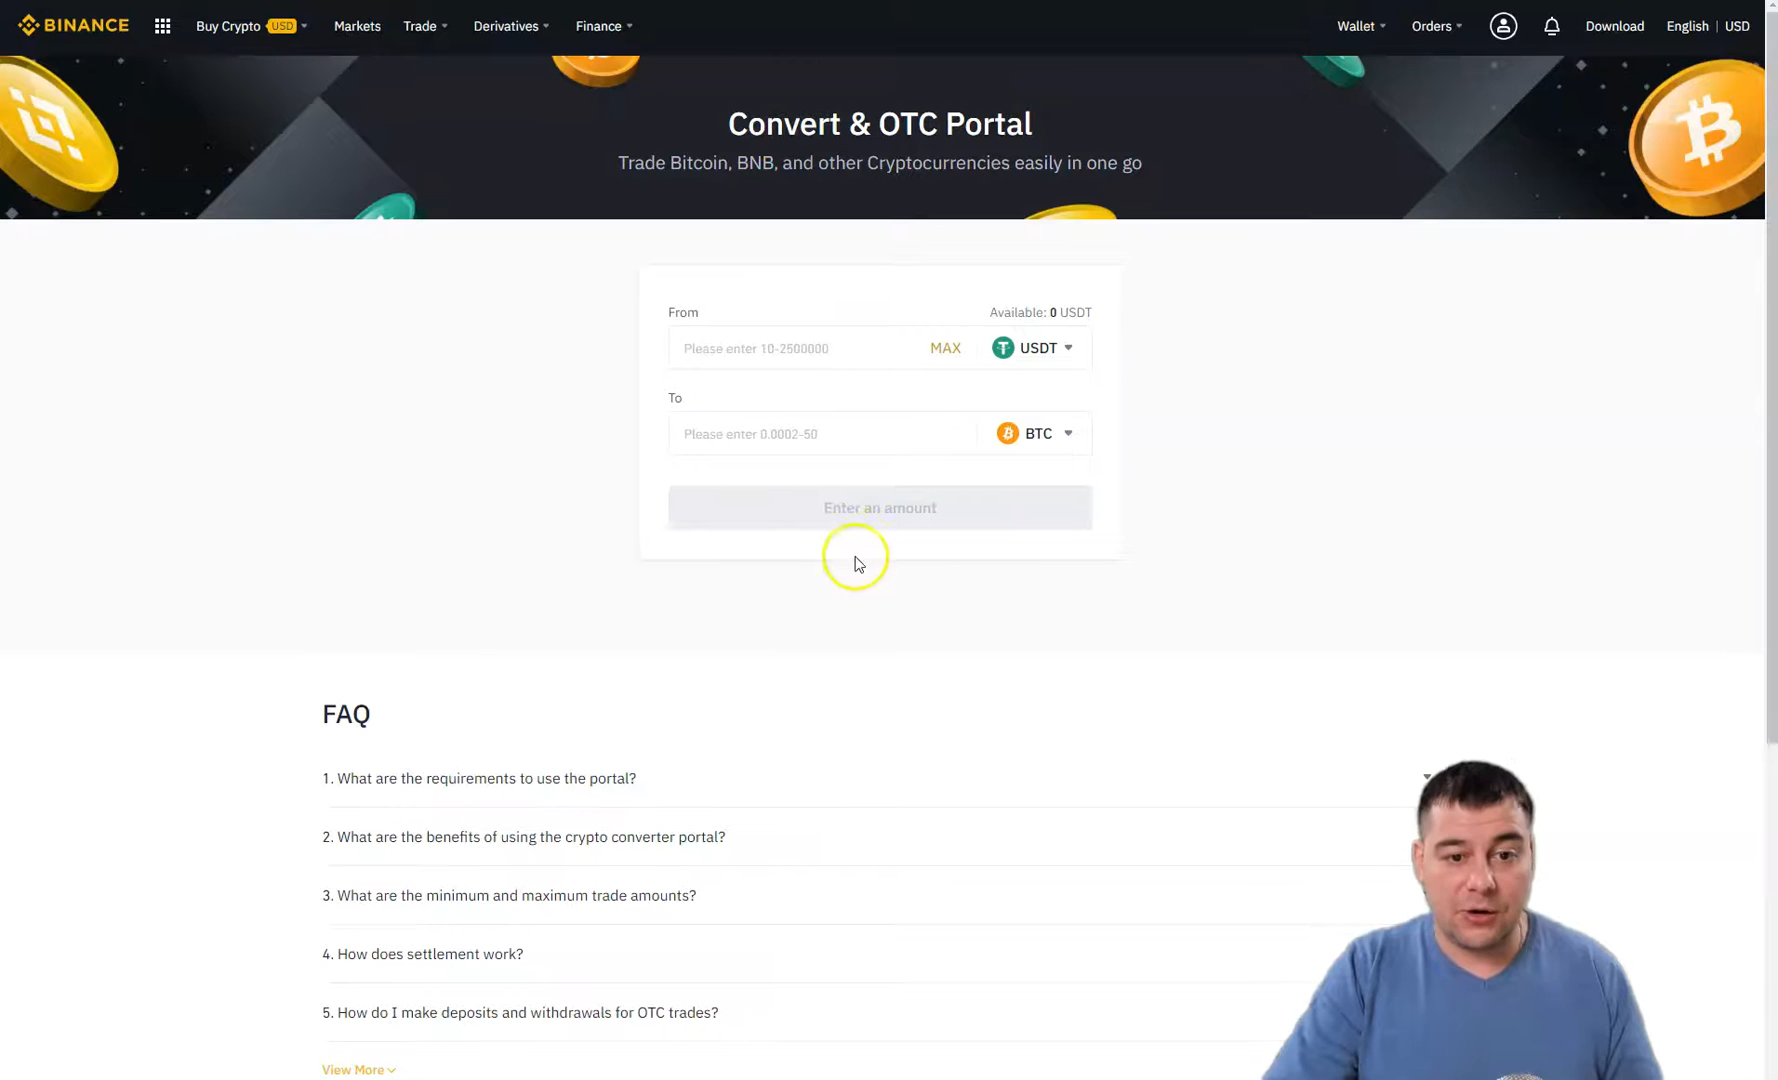 BINANCE Buy Crypto USD Markets Trade Derivatives Finance Wallet Orders Download English | USD
Convert & OTC Portal
Trade Bitcoin, BNB, and other Cryptocurrencies easily in one go
From Available: 0 USDT
Please enter 10-2500000 MAX USDT
To
Please enter 0.0002-50 BTC
Enter an amount
FAQ
1. What are the requirements to use the portal?
2. What are the benefits of using the crypto converter portal?
3. What are the minimum and maximum trade amounts?
4. How does settlement work?
5. How do I make deposits and withdrawals for OTC trades?
View More